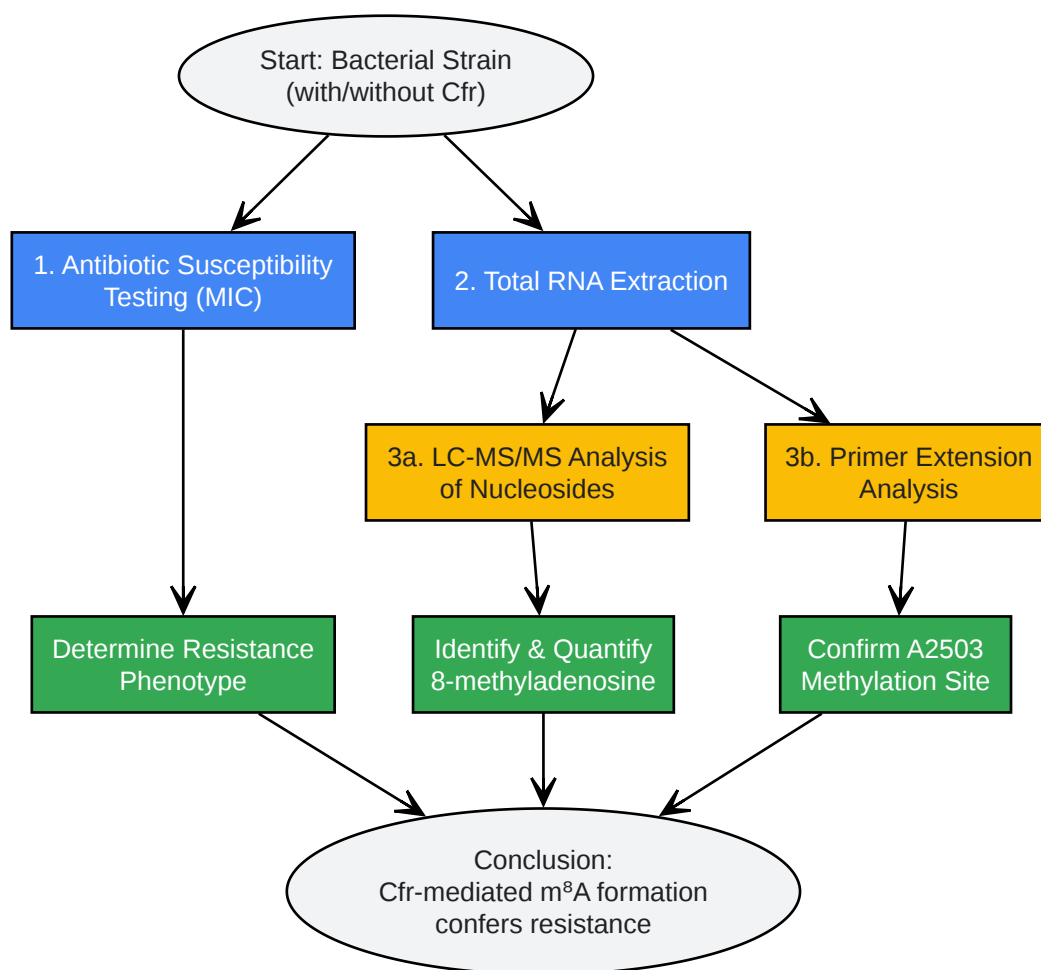 Start: Bacterial Strain
(with/without Cfr)
1. Antibiotic Susceptibility
Testing (MIC)
2. Total RNA Extraction
3a. LC-MS/MS Analysis
of Nucleosides
3b. Primer Extension
Analysis
Determine Resistance
Phenotype
Identify & Quantify
8-methyladenosine
Confirm A2503
Methylation Site
Conclusion:
Cfr-mediated m⁸A formation
confers resistance